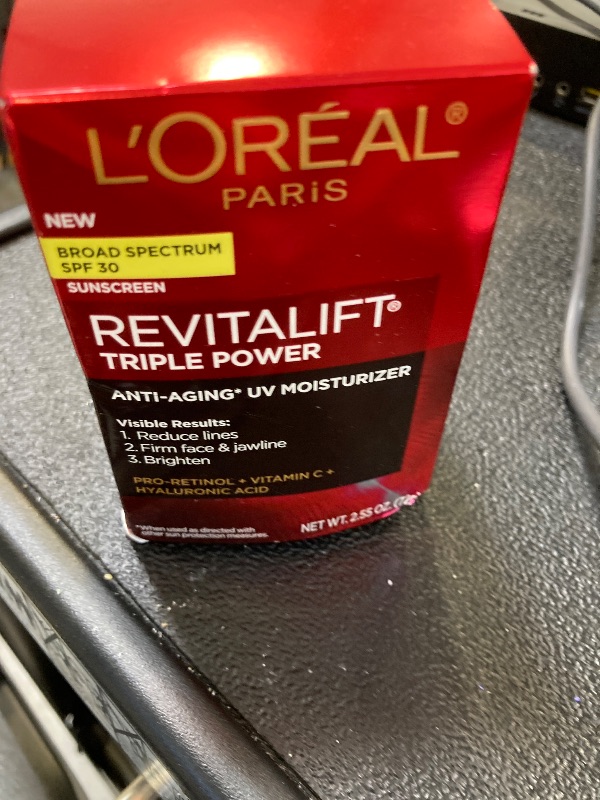 L'ORÉAL®
PARiS
NEW
BROAD SPECTRUM
SPF 30
SUNSCREEN
REVITALIFT®
TRIPLE POWER
ANTI-AGING* UV MOISTURIZER
Visible Results:
1. Reduce lines
2. Firm face & jawline
3. Brighten
PRO-RETINOL + VITAMIN C +
HYALURONIC ACID
*When used as directed with
other sun protection measures.
NET WT. 2.55 OZ.